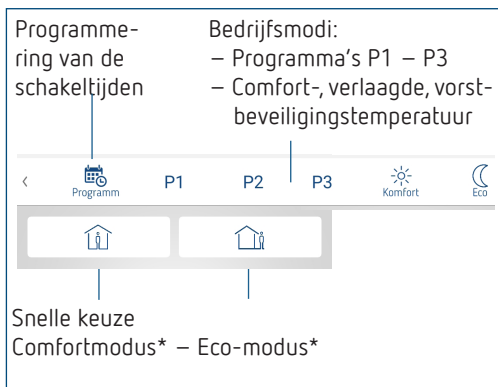 Programme-
ring van de
schakeltijden
Bedrijfsmodi:
– Programma's P1 – P3
– Comfort-, verlaagde, vorst-
beveiligingstemperatuur
Programm P1 P2 P3 Komfort Eco
Snelle keuze
Comfortmodus* – Eco-modus*